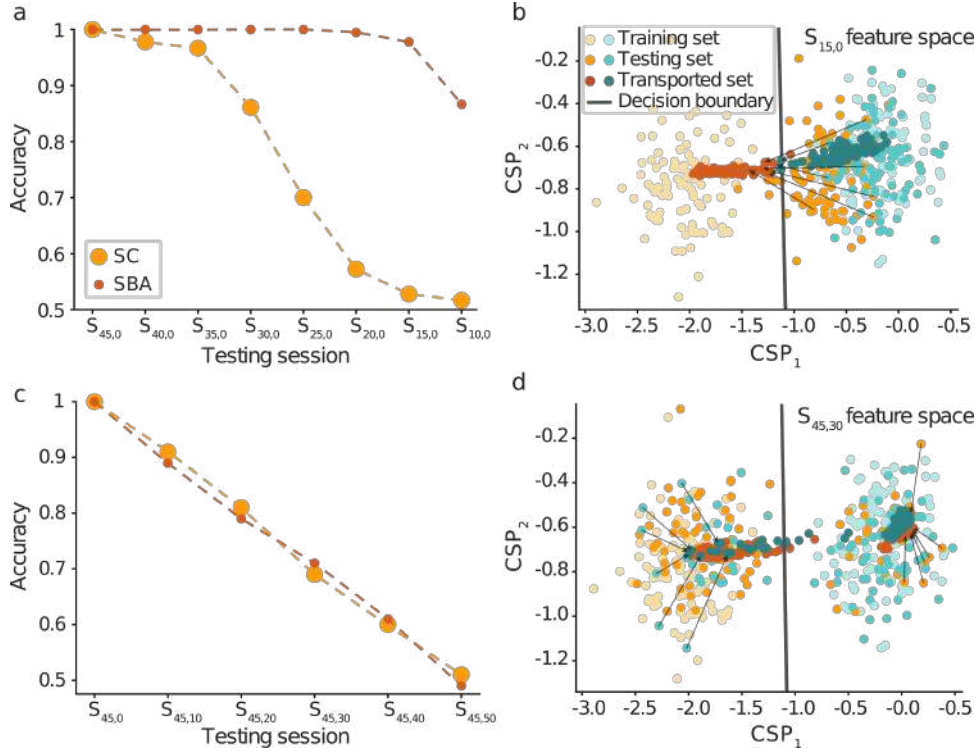 a
1
0.9
0.8
0.7
0.6
0.5
Accuracy
SC
SBA
S45,0 S40,0 S35,0 S30,0 S25,0 S20,0 S15,0 S10,0
Testing session
b
Training set
Testing set
Transported set
Decision boundary
S15,0 feature space
-0.4
-0.6
-0.8
-1.0
-1.2
CSP2
-3.0 -2.5 -2.0 -1.5 -1.0 -0.5 -0.0 0.5
CSP1
c
1
0.9
0.8
0.7
0.6
0.5
Accuracy
S45,0 S45,10 S45,20 S45,30 S45,40 S45,50
Testing session
d
S45,30 feature space
-0.2
-0.4
-0.6
-0.8
-1.0
-1.2
CSP2
-3.0 -2.5 -2.0 -1.5 -1.0 -0.5 -0.0 0.5
CSP1